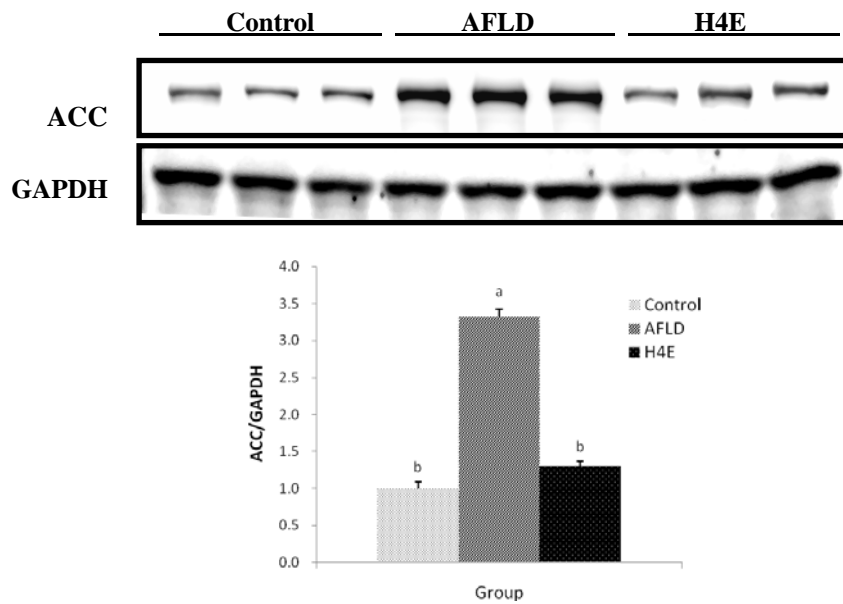 Control AFLD H4E
ACC
GAPDH
4.0
a
3.5
Control
AFLD
3.0
H4E
2.5
2.0
ACC/GAPDH
1.5
b
b
1.0
0.5
0.0
Group